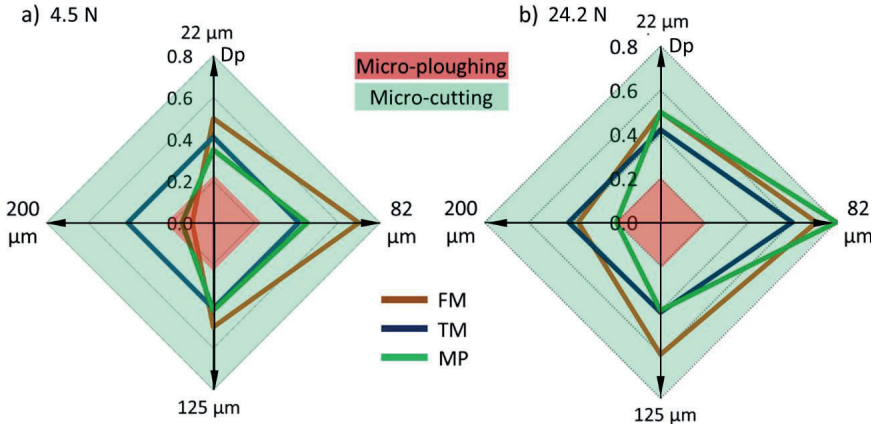 a) 4.5 N
22 µm
Dp
0.8
0.6
0.4
0.2
0.0
200
µm
82
µm
125 µm
Micro-ploughing
Micro-cutting
FM
TM
MP
b) 24.2 N
22 µm
Dp
0.8
0.6
0.4
0.2
0.0
200
µm
82
µm
125 µm